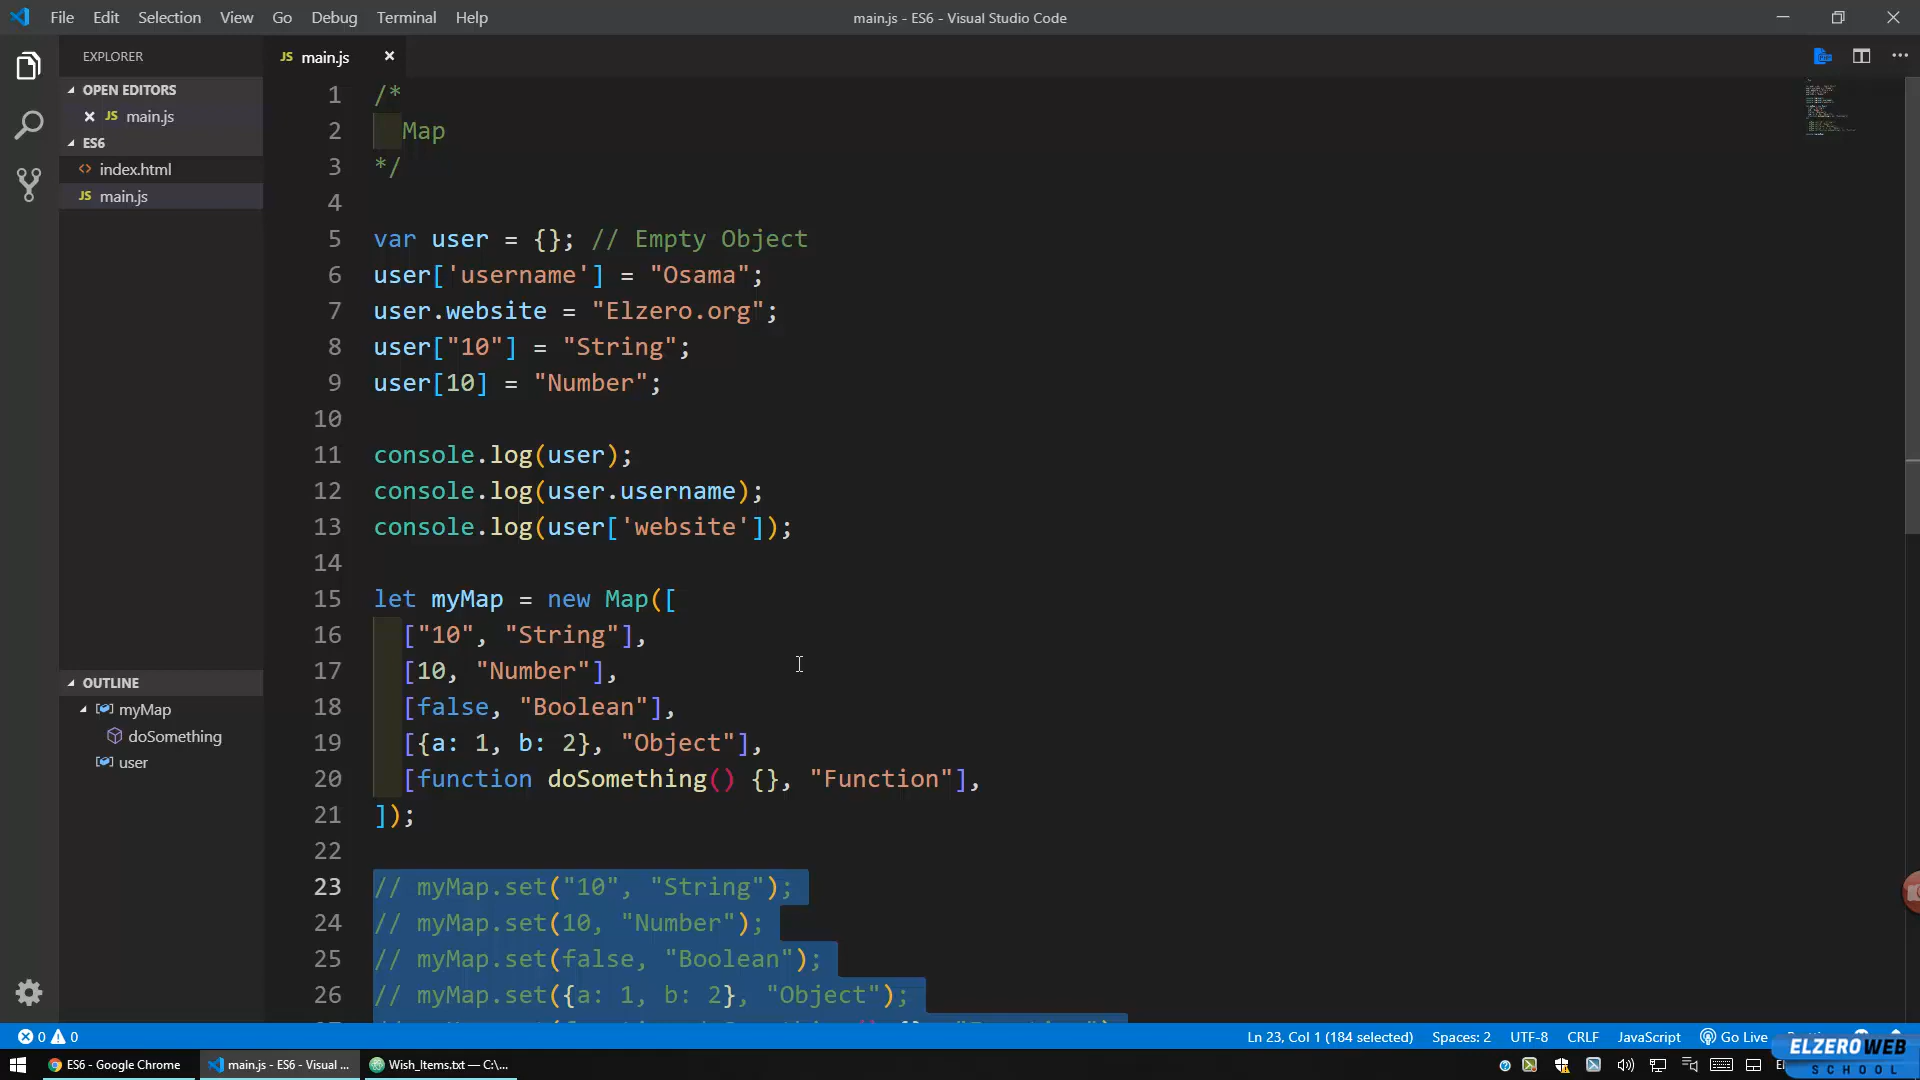 File Edit Selection View Go Debug Terminal Help
main.js - ES6 - Visual Studio Code
EXPLORER
OPEN EDITORS
JS main.js
ES6
<> index.html
JS main.js
OUTLINE
myMap
doSomething
user
JS main.js
1 /*
2 Map
3 */
4
5 var user = {}; // Empty Object
6 user['username'] = "Osama";
7 user.website = "Elzero.org";
8 user["10"] = "String";
9 user[10] = "Number";
10
11 console.log(user);
12 console.log(user.username);
13 console.log(user['website']);
14
15 let myMap = new Map([
16 ["10", "String"],
17 [10, "Number"],
18 [false, "Boolean"],
19 [{a: 1, b: 2}, "Object"],
20 [function doSomething() {}, "Function"],
21 ]);
22
23 // myMap.set("10", "String");
24 // myMap.set(10, "Number");
25 // myMap.set(false, "Boolean");
26 // myMap.set({a: 1, b: 2}, "Object");
0 0
Ln 23, Col 1 (184 selected) Spaces: 2 UTF-8 CRLF JavaScript Go Live
ES6 - Google Chrome
main.js - ES6 - Visual ...
Wish_Items.txt — C:\...
ELZEROWEB
SCHOOL